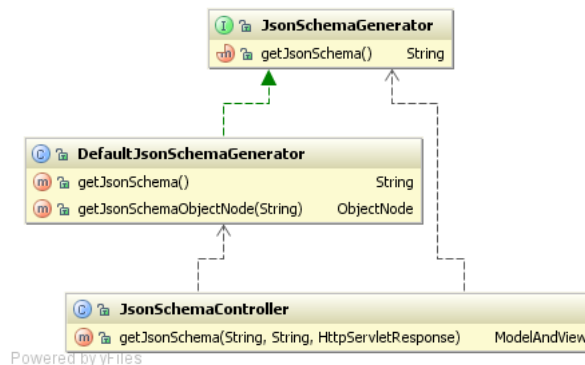 I JsonSchemaGenerator
m getJsonSchema() String
C DefaultJsonSchemaGenerator
m getJsonSchema() String
m getJsonSchemaObjectNode(String) ObjectNode
C JsonSchemaController
m getJsonSchema(String, String, HttpServletResponse) ModelAndView
Powered by yFiles